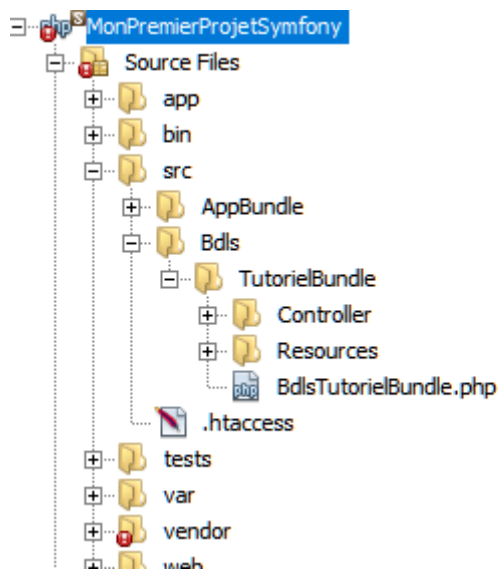 MonPremierProjetSymfony
Source Files
app
bin
src
AppBundle
Bdls
TutorielBundle
Controller
Resources
BdlsTutorielBundle.php
.htaccess
tests
var
vendor
web